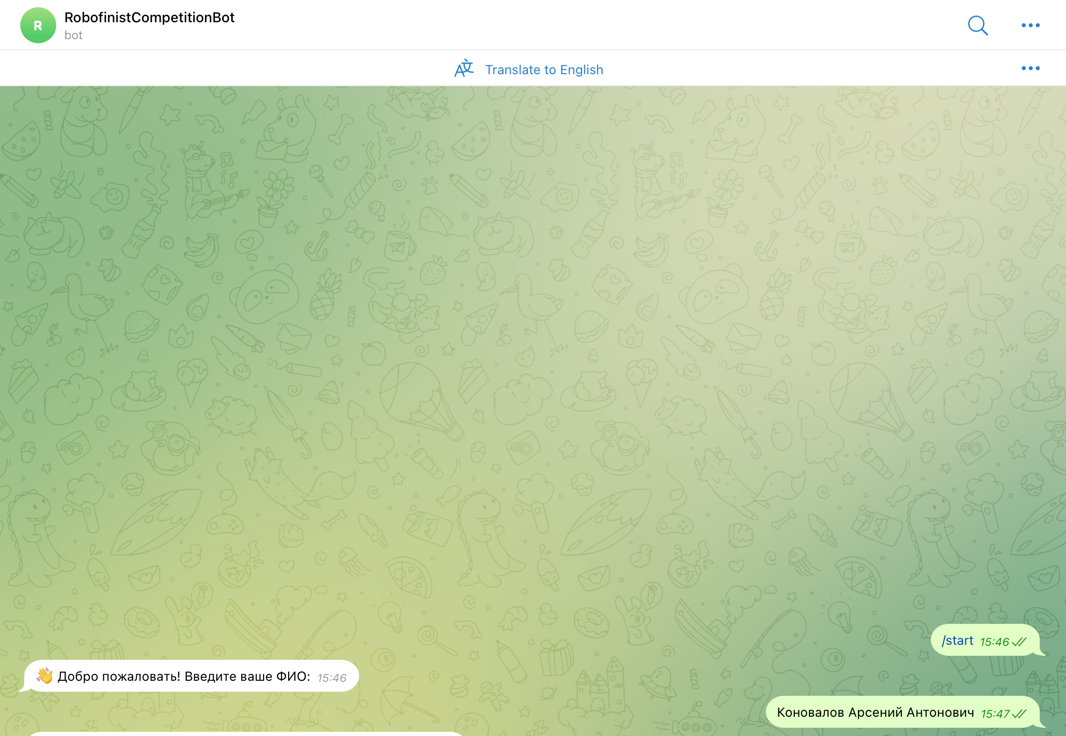 R
RobofinistCompetitionBot
bot
Translate to English
/start 15:46
👋 Добро пожаловать! Введите ваше ФИО: 15:46
Коновалов Арсений Антонович 15:47